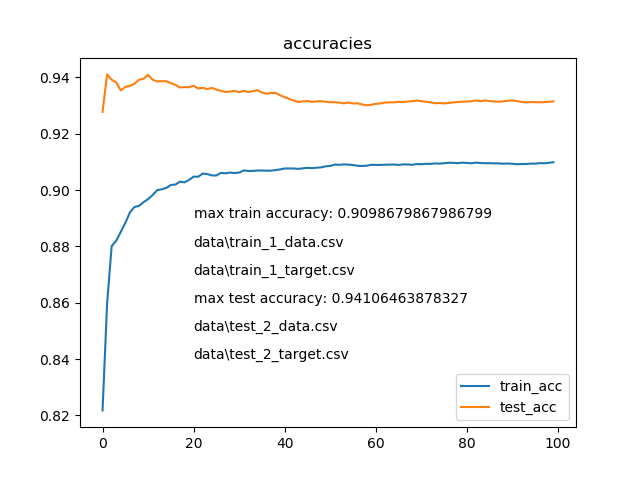 accuracies
0.94
0.92
0.90
0.88
0.86
0.84
0.82
max train accuracy: 0.9098679867986799
data\train_1_data.csv
data\train_1_target.csv
max test accuracy: 0.94106463878327
data\test_2_data.csv
data\test_2_target.csv
train_acc
test_acc
0 20 40 60 80 100